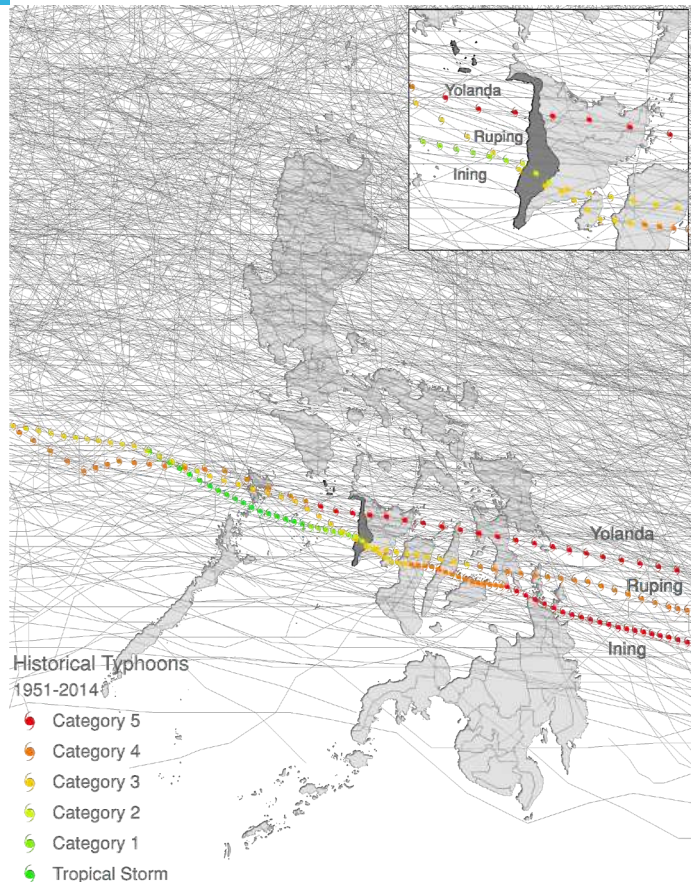 Yolanda
Ruping
Ining
Yolanda
Ruping
Ining
Historical Typhoons
1951-2014
Category 5
Category 4
Category 3
Category 2
Category 1
Tropical Storm